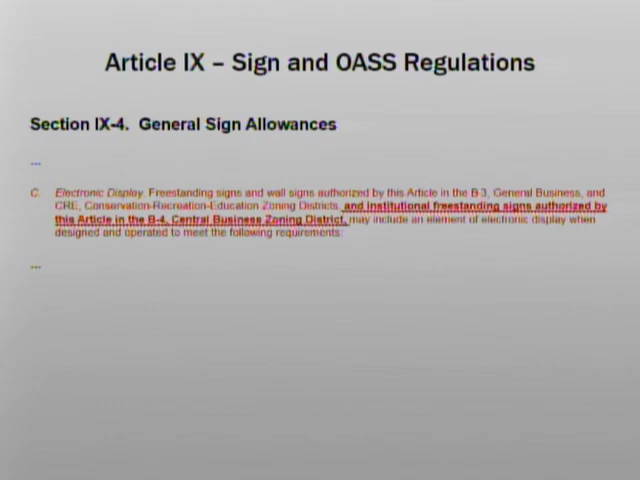 Article IX – Sign and OASS Regulations
Section IX-4. General Sign Allowances
...
C. Electronic Display. Freestanding signs and wall signs authorized by this Article in the B-3, General Business, and
CRE, Conservation-Recreation-Education Zoning Districts, and institutional freestanding signs authorized by
this Article in the B-4, Central Business Zoning District, may include an element of electronic display when
designed and operated to meet the following requirements:
...